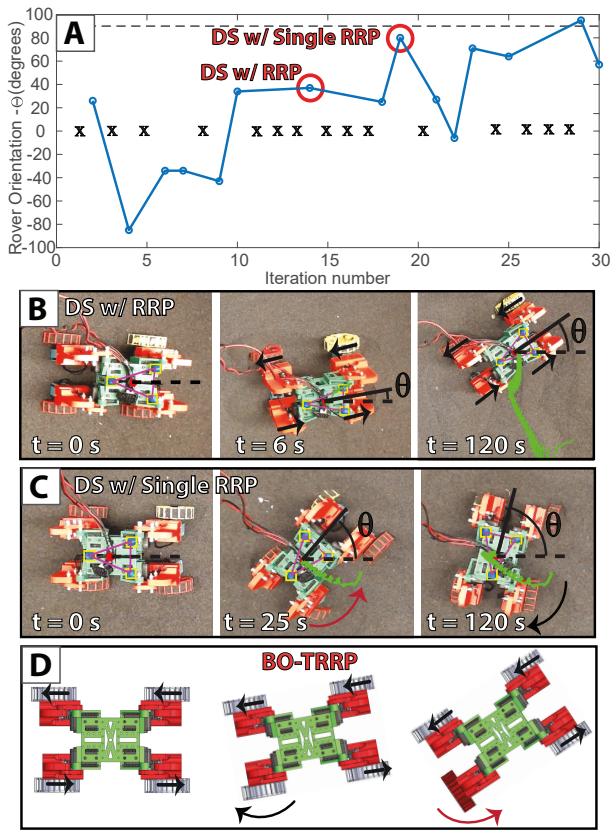 A
100
80
60
40
20
0
-20
-40
-60
-80
-100
Rover Orientation - Θ (degrees)
DS w/ Single RRP
DS w/ RRP
x x x x x x x x x x x x x x x
0 5 10 15 20 25 30
Iteration number
B DS w/ RRP
θ
θ
t = 0 s t = 6 s t = 120 s
C DS w/ Single RRP
θ
θ
t = 0 s t = 25 s t = 120 s
D BO-TRRP